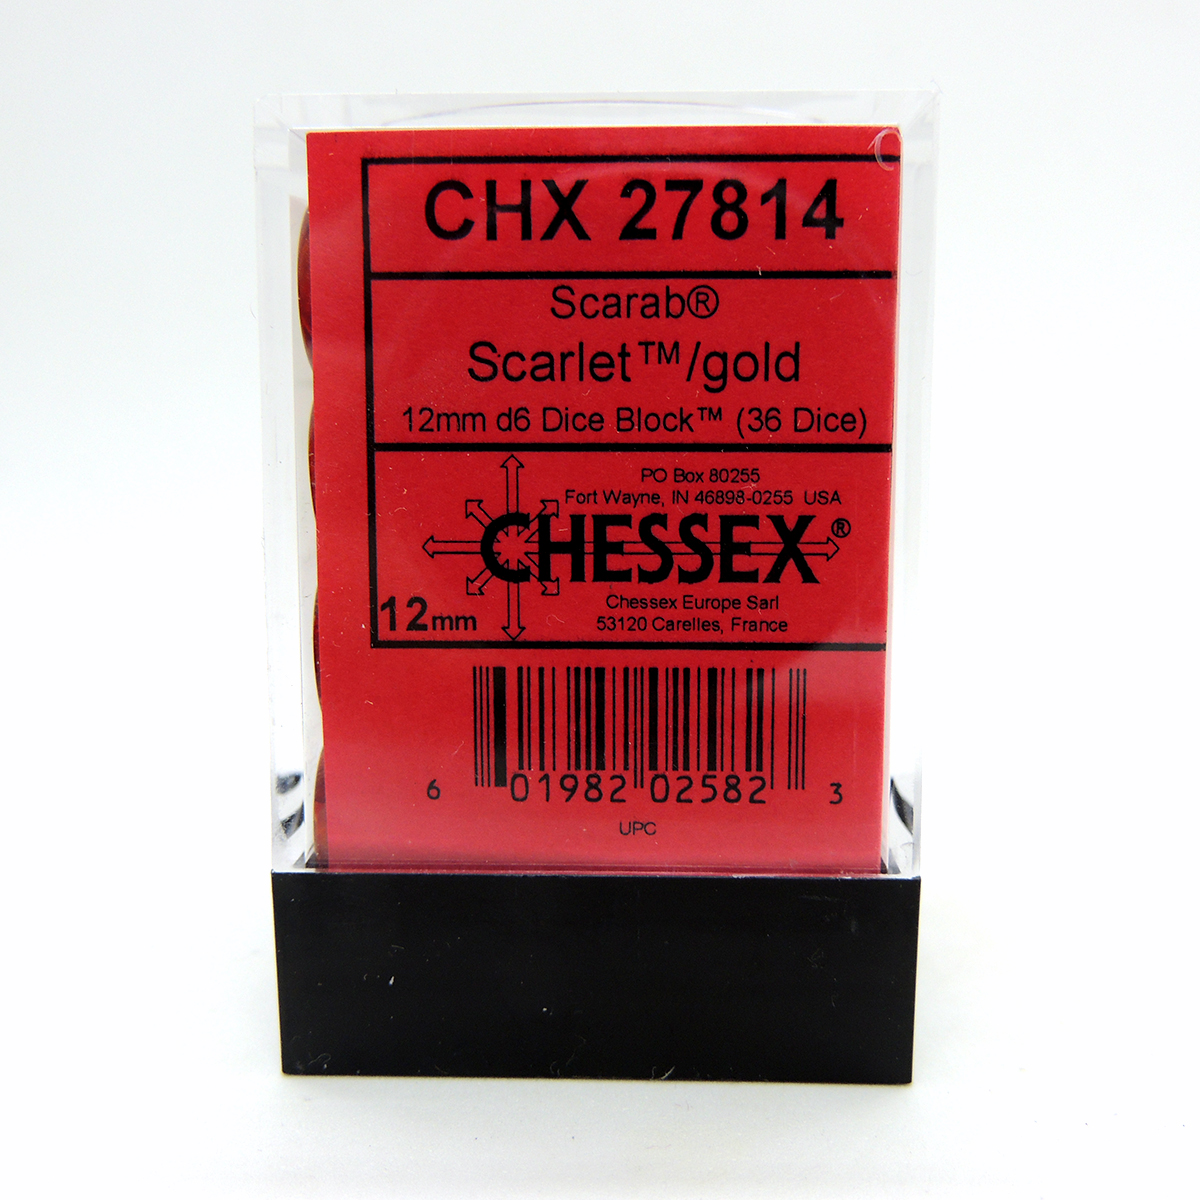 CHX 27814
Scarab®
Scarlet™/gold
12mm d6 Dice Block™ (36 Dice)
PO Box 80255
Fort Wayne, IN 46898-0255 USA
CHESSEX®
Chessex Europe Sarl
53120 Carelles, France
12mm
6 01982 02582 3
UPC